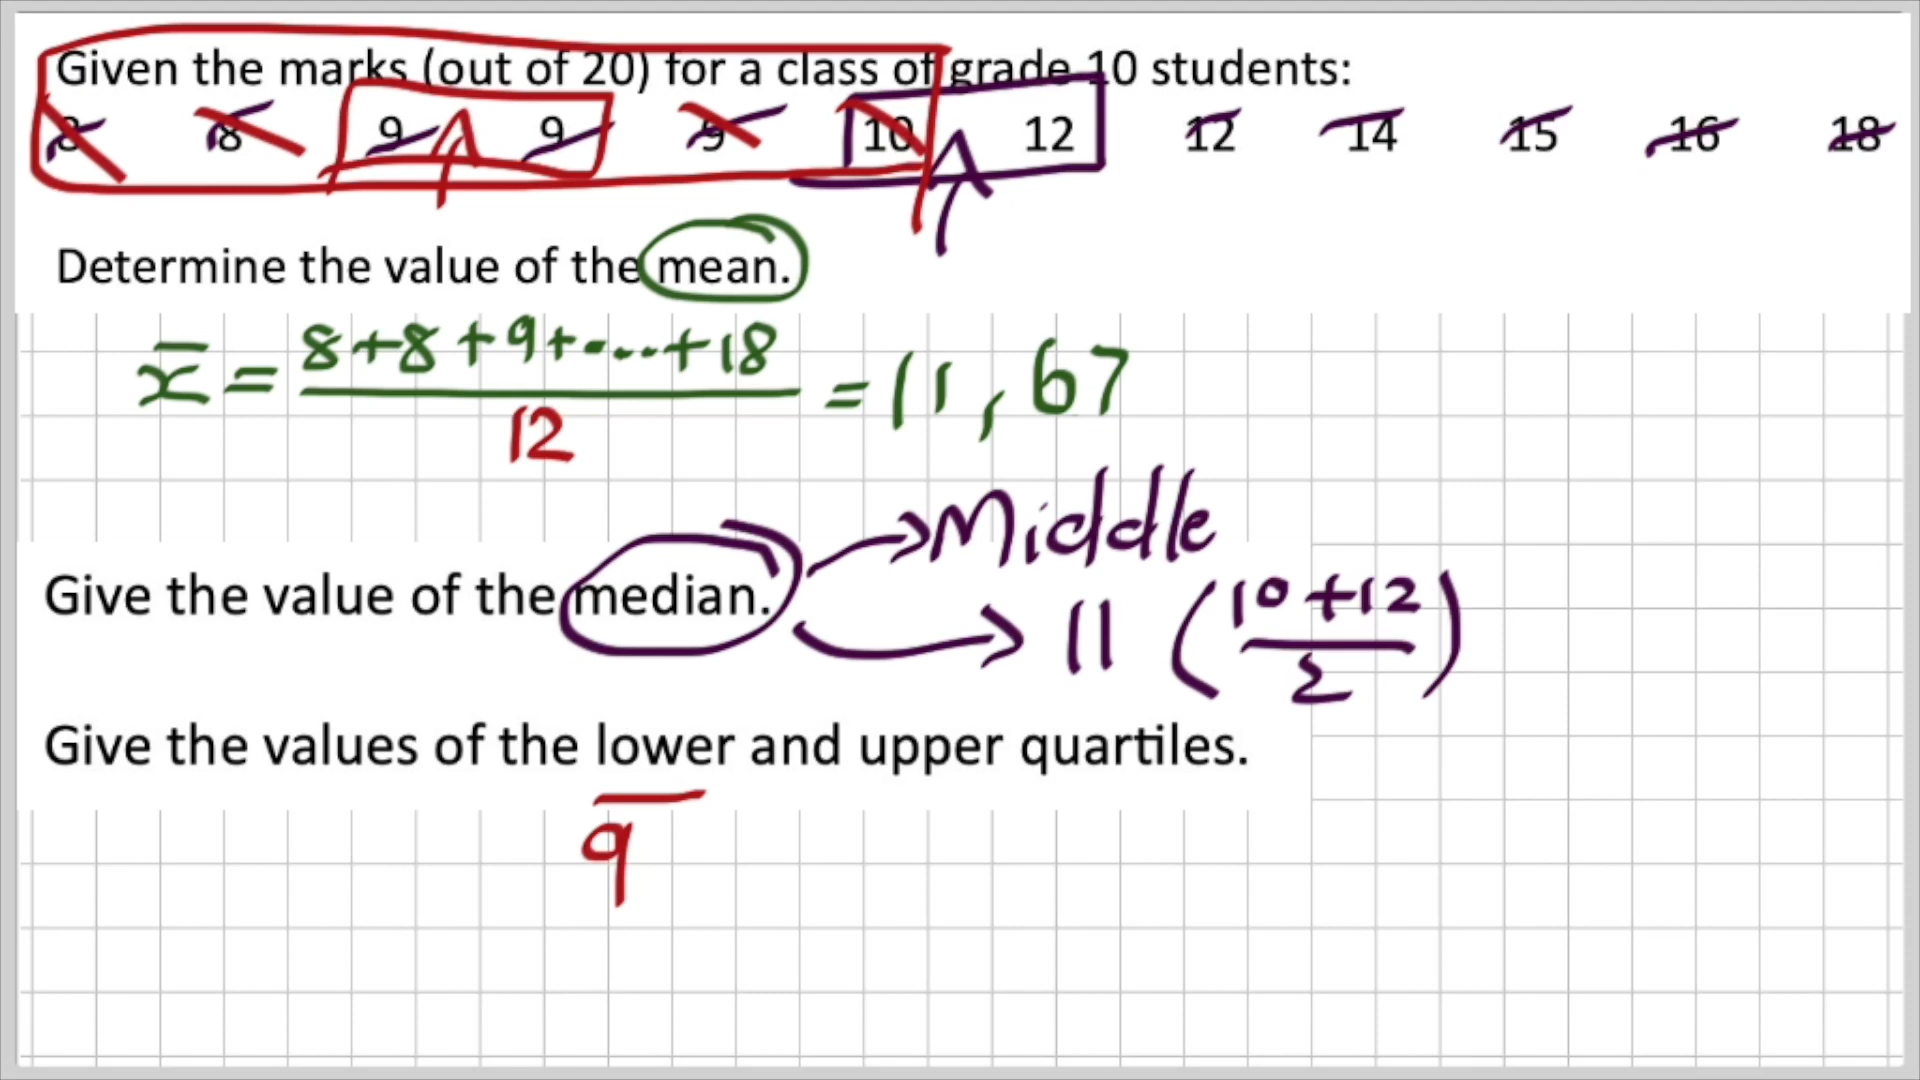 Given the marks (out of 20) for a class of grade 10 students:
8 8 9 9 9 10 12 12 14 15 16 18
Determine the value of the mean.
x̄ = 8+8+9+...+18 / 12 = 11,67
Middle
Give the value of the median. 11 (10+12 / 2)
Give the values of the lower and upper quartiles.
9